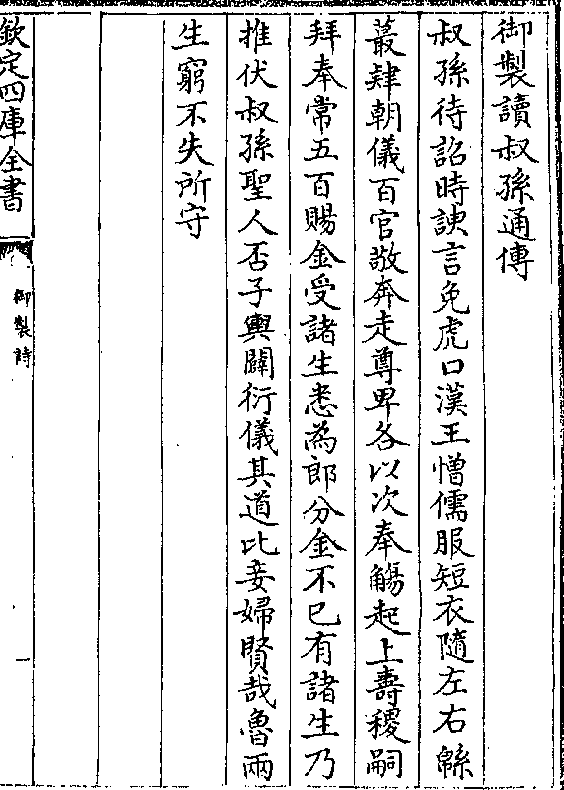 御製讀叔孫通傳
叔孫待詔時諛言免虎口漢王憎儒服短衣隨左右緜
蕞肄朝儀百官敬奔走尊卑各以次奉觴起上壽稷嗣
拜奉常五百賜金受諸生悉為郎分金不已有諸生乃
推伏叔孫聖人否子輿闢衍儀其道比妾婦賢哉魯兩
生窮不失所守
欽定四庫全書
御製詩
一